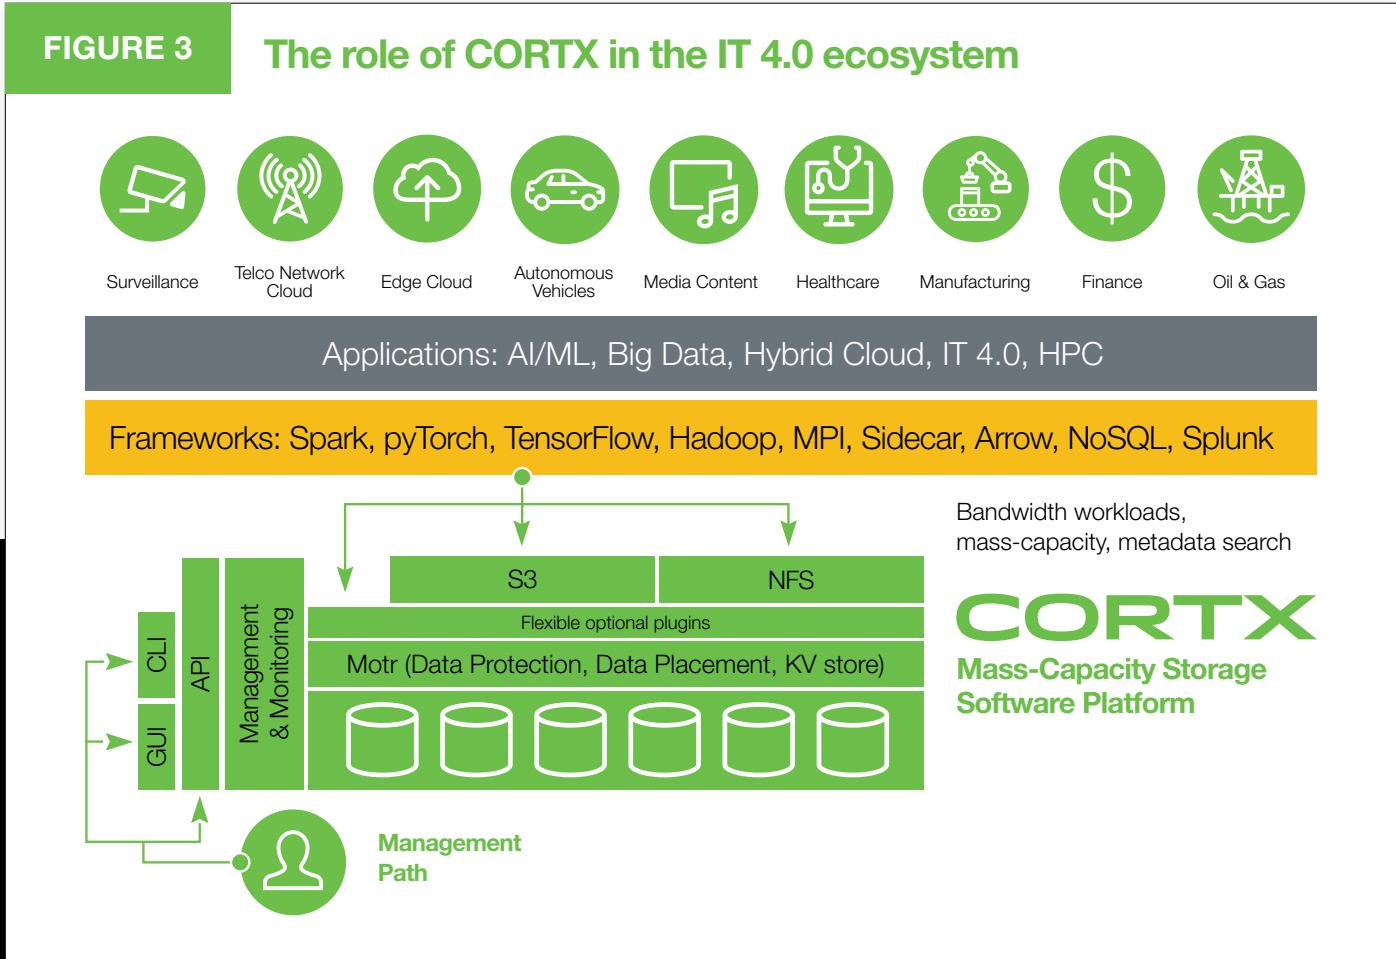 FIGURE 3
The role of CORTX in the IT 4.0 ecosystem
Surveillance
Telco Network
Cloud
Edge Cloud
Autonomous
Vehicles
Media Content
Healthcare
Manufacturing
Finance
Oil & Gas
Applications: AI/ML, Big Data, Hybrid Cloud, IT 4.0, HPC
Frameworks: Spark, pyTorch, TensorFlow, Hadoop, MPI, Sidecar, Arrow, NoSQL, Splunk
Bandwidth workloads,
mass-capacity, metadata search
CORTX
Mass-Capacity Storage
Software Platform
S3
NFS
Flexible optional plugins
Motr (Data Protection, Data Placement, KV store)
CLI
GUI
API
Management
& Monitoring
Management
Path